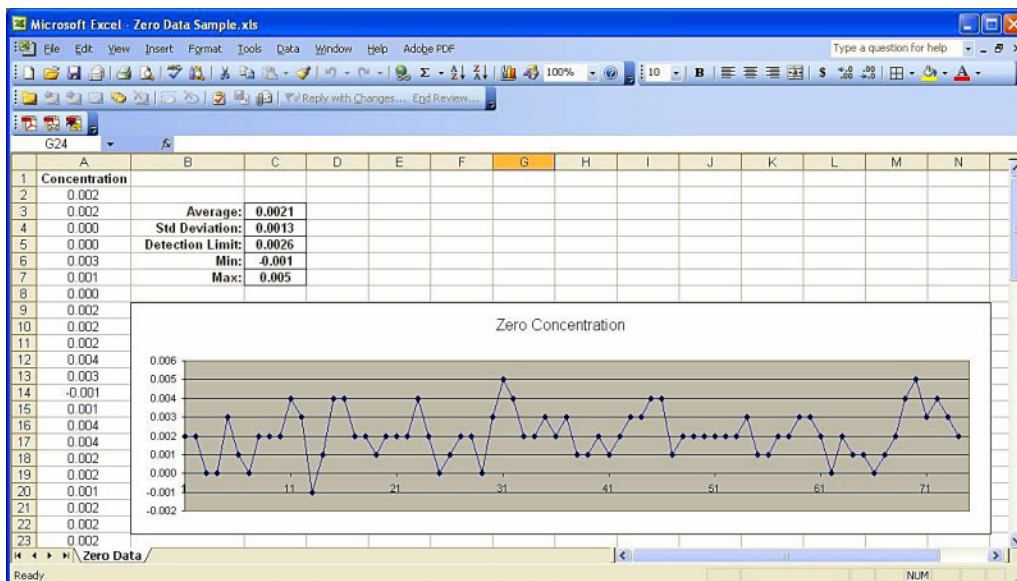 Microsoft Excel - Zero Data Sample.xls
File Edit View Insert Format Tools Data Window Help Adobe PDF Type a question for help
100% 10 B $
Reply with Changes... End Review...
G24 fx
A B C D E F G H I J K L M N
1 Concentration
2 0.002
3 0.002 Average: 0.0021
4 0.000 Std Deviation: 0.0013
5 0.000 Detection Limit: 0.0026
6 0.003 Min: -0.001
7 0.001 Max: 0.005
8 0.000
9 0.002
10 0.002
11 0.002
12 0.004
13 0.003
14 -0.001
15 0.001
16 0.004
17 0.004
18 0.002
19 0.002
20 0.001
21 0.002
22 0.002
23 0.002
Zero Concentration
0.006
0.005
0.004
0.003
0.002
0.001
0.000
-0.001
-0.002
1 11 21 31 41 51 61 71
Zero Data
Ready NUM